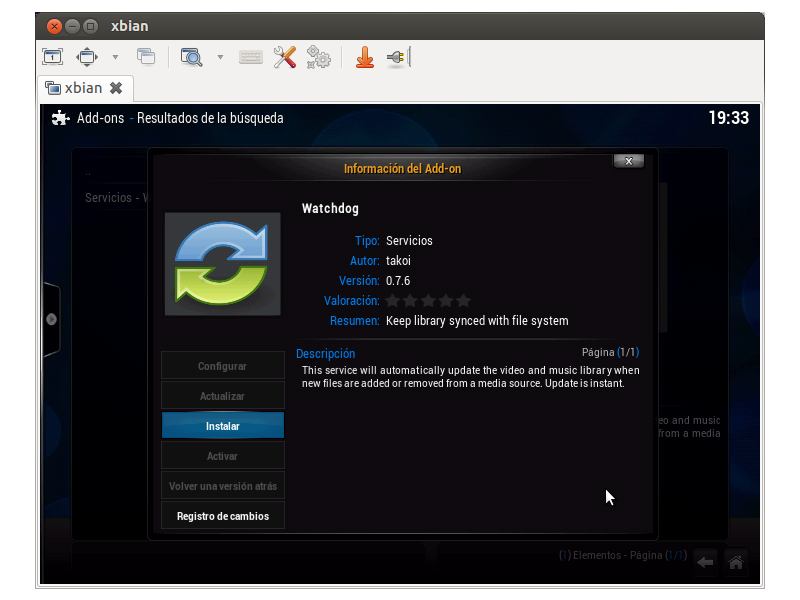 xbian
xbian
Add-ons - Resultados de la búsqueda
19:33
Información del Add-on
..
Servicios - W
Watchdog
Tipo: Servicios
Autor: takoi
Versión: 0.7.6
Valoración:
Resumen: Keep library synced with file system
Descripción
Página (1/1)
This service will automatically update the video and music library when
new files are added or removed from a media source. Update is instant.
Configurar
Actualizar
Instalar
Activar
Volver una versión atrás
Registro de cambios
eo and music
from a media
(1) Elementos - Página (1/1)